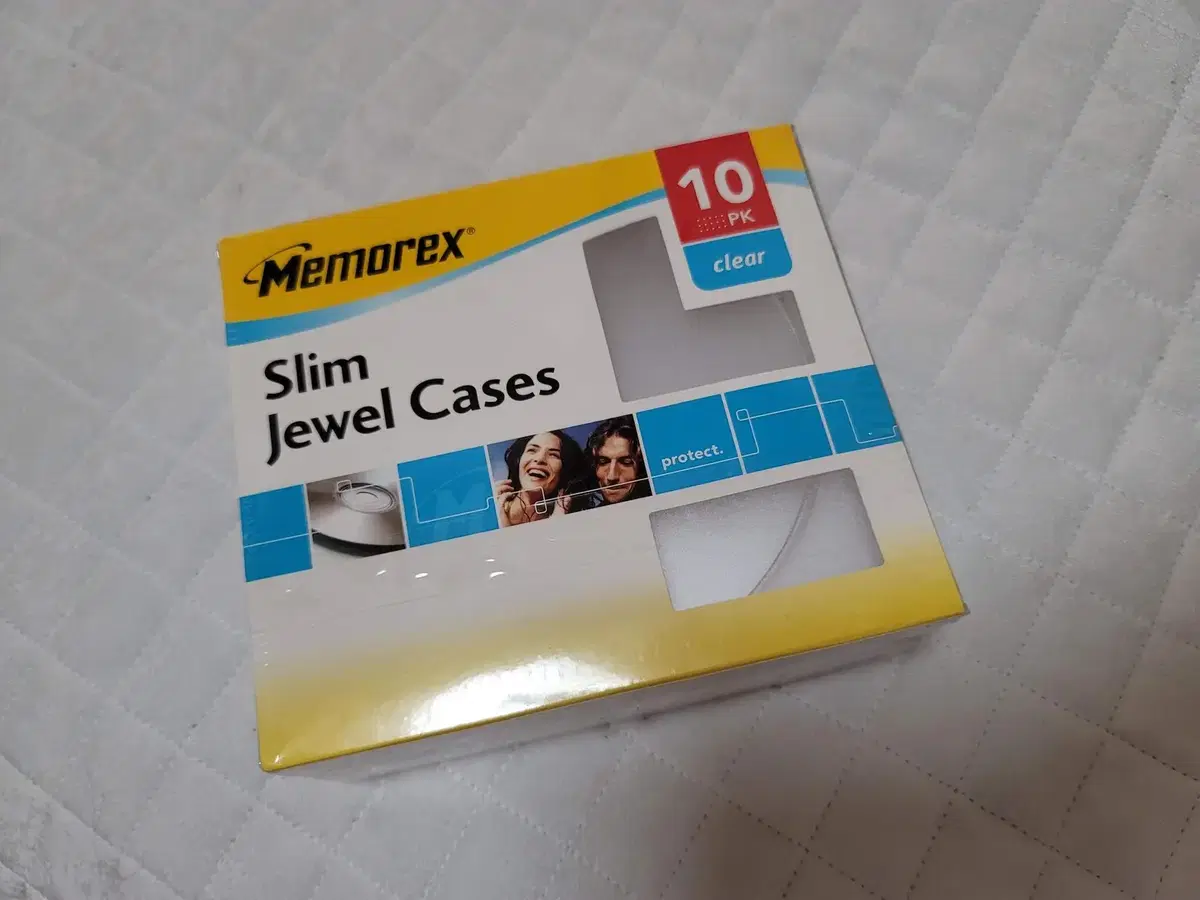 Memorex®
10
PK
clear
Slim
Jewel Cases
protect.